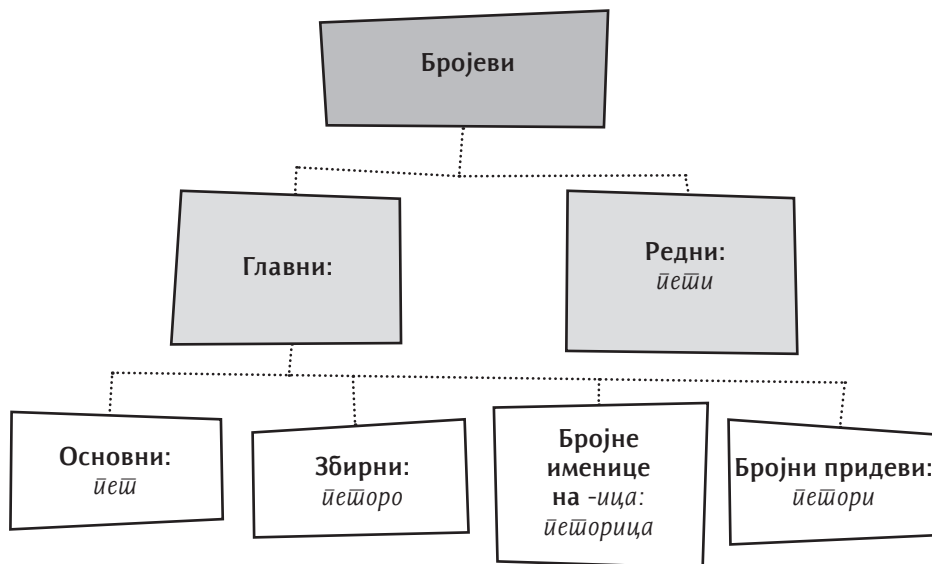 Бројеви
Главни:
Редни:
пети
Основни:
пет
Збирни:
петоро
Бројне
именице
на -ица:
петорица
Бројни придеви:
петори